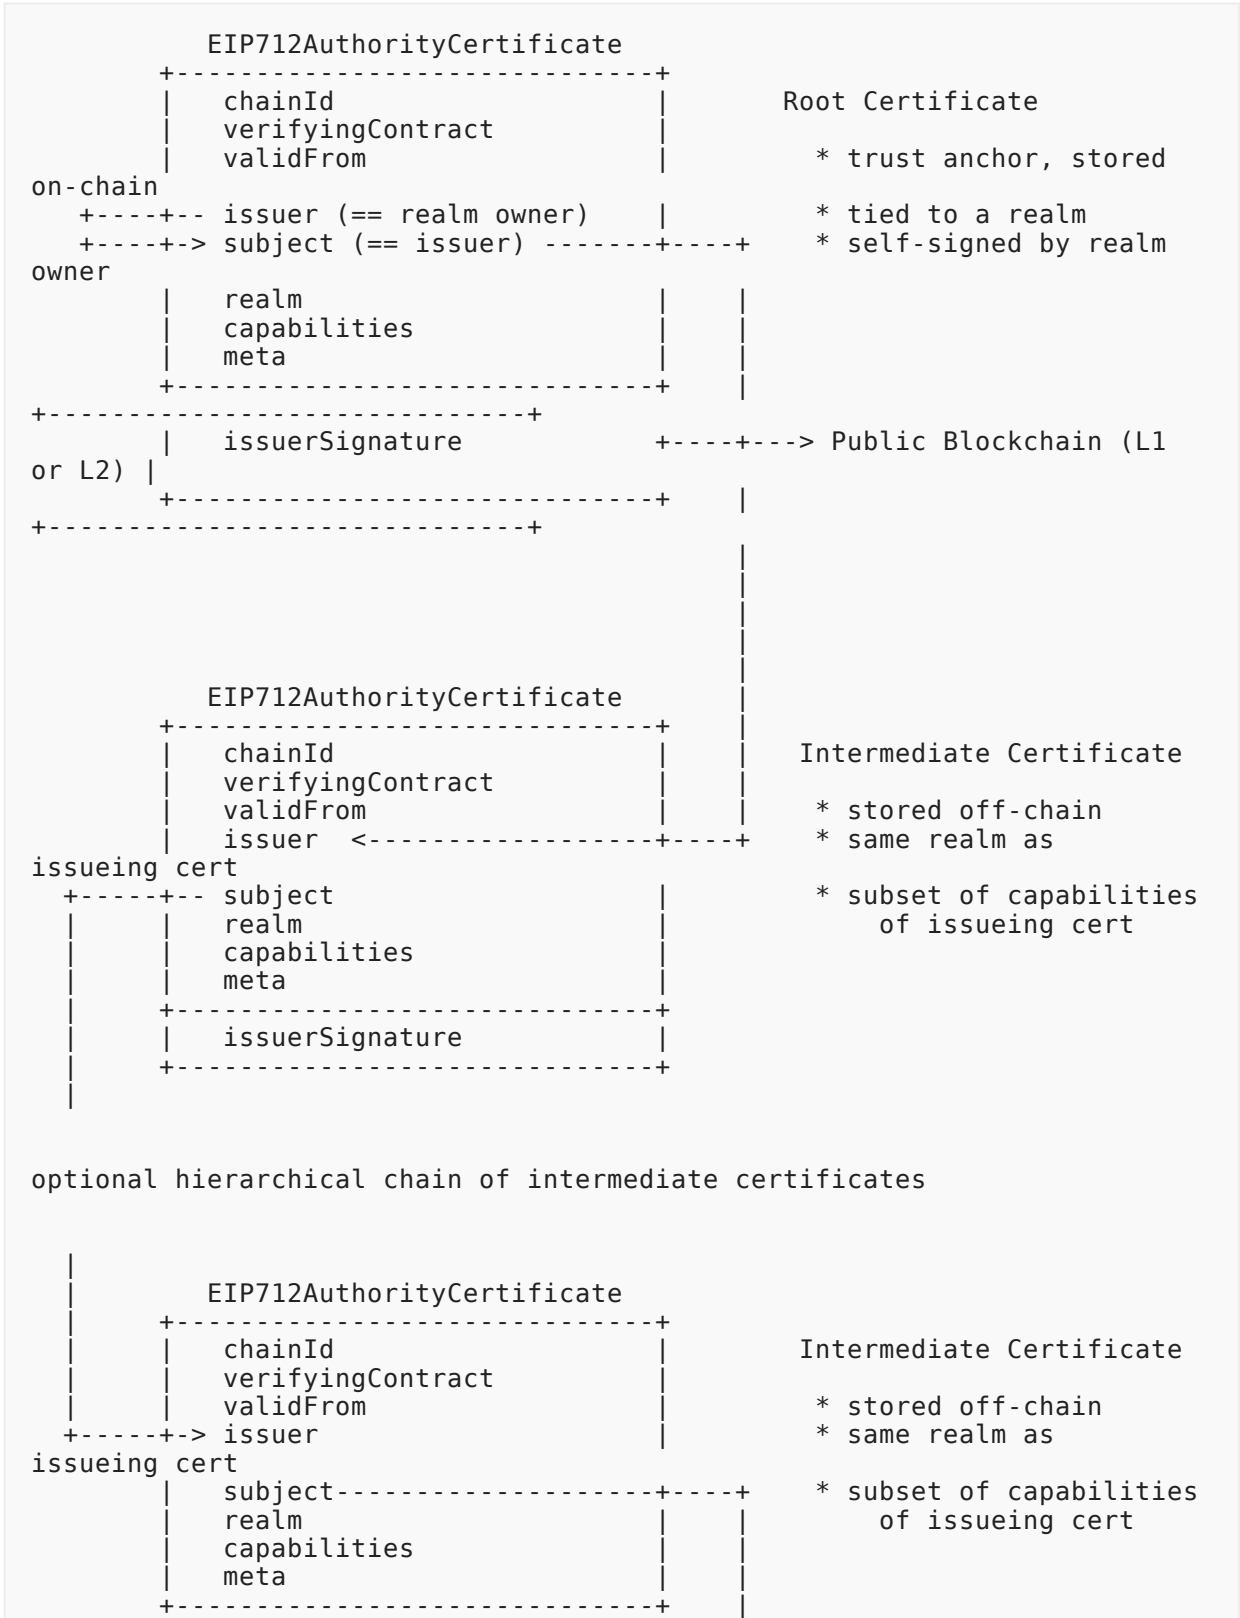 EIP712AuthorityCertificate
        +------------------------------+
        |   chainId                    |       Root Certificate
        |   verifyingContract          |
        |   validFrom                  |         * trust anchor, stored
on-chain
   +----+-- issuer (== realm owner)    |         * tied to a realm
   +----+-> subject (== issuer) -------+----+    * self-signed by realm
owner
        |   realm                      |    |
        |   capabilities               |    |
        |   meta                       |    |
        +------------------------------+    |
+------------------------------+
        |   issuerSignature            +----+---> Public Blockchain (L1
or L2) |
        +------------------------------+    |
+------------------------------+
                                            |
                                            |
                                            |
                                            |
                                            |
           EIP712AuthorityCertificate       |
        +------------------------------+    |
        |   chainId                    |    |   Intermediate Certificate
        |   verifyingContract          |    |
        |   validFrom                  |    |    * stored off-chain
        |   issuer  <------------------+----+    * same realm as
issueing cert
  +-----+-- subject                    |         * subset of capabilities
  |     |   realm                      |             of issueing cert
  |     |   capabilities               |
  |     |   meta                       |
  |     +------------------------------+
  |     |   issuerSignature            |
  |     +------------------------------+
  |
optional hierarchical chain of intermediate certificates
  |
  |        EIP712AuthorityCertificate
  |     +------------------------------+
  |     |   chainId                    |        Intermediate Certificate
  |     |   verifyingContract          |
  |     |   validFrom                  |         * stored off-chain
  +-----+-> issuer                     |         * same realm as
issueing cert
        |   subject--------------------+----+    * subset of capabilities
        |   realm                      |    |        of issueing cert
        |   capabilities               |    |
        |   meta                       |    |
        +------------------------------+    |